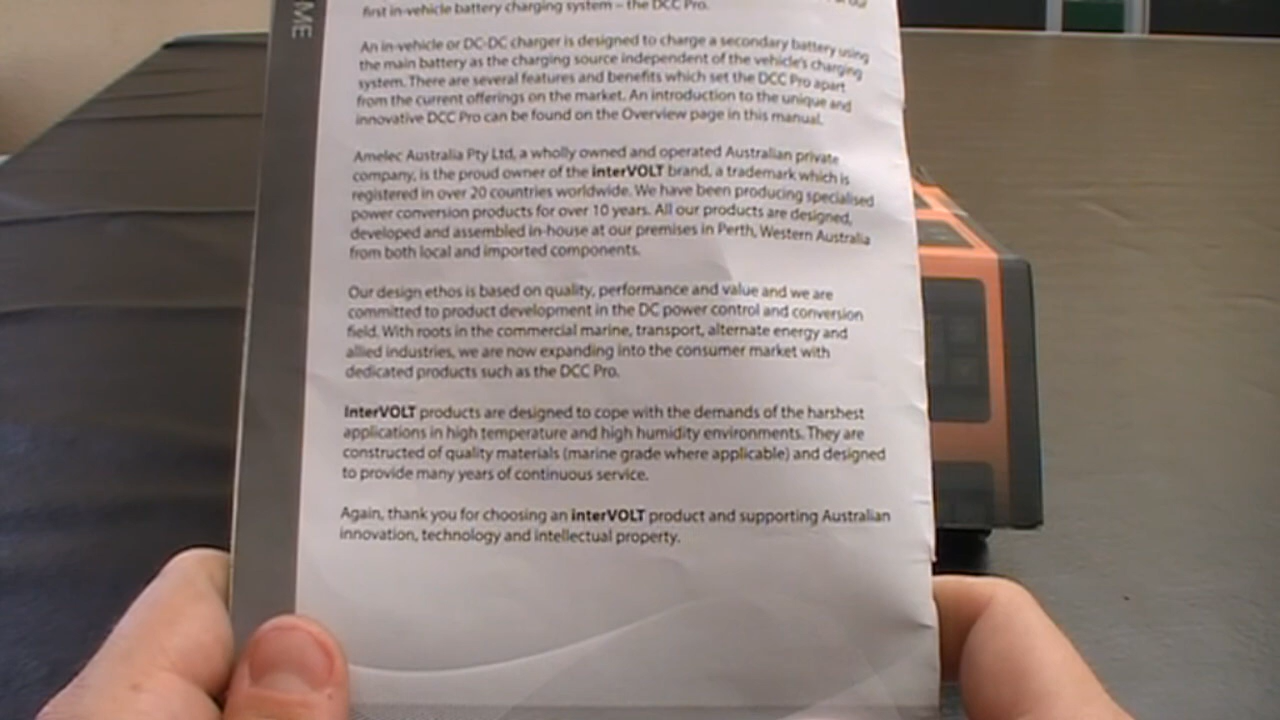 ME
first in-vehicle battery charging system – the DCC Pro.
An in-vehicle or DC-DC charger is designed to charge a secondary battery using
the main battery as the charging source independent of the vehicle's charging
system. There are several features and benefits which set the DCC Pro apart
from the current offerings on the market. An introduction to the unique and
innovative DCC Pro can be found on the Overview page in this manual.
Amelec Australia Pty Ltd, a wholly owned and operated Australian private
company, is the proud owner of the interVOLT brand, a trademark which is
registered in over 20 countries worldwide. We have been producing specialised
power conversion products for over 10 years. All our products are designed,
developed and assembled in-house at our premises in Perth, Western Australia
from both local and imported components.
Our design ethos is based on quality, performance and value and we are
committed to product development in the DC power control and conversion
field. With roots in the commercial marine, transport, alternate energy and
allied industries, we are now expanding into the consumer market with
dedicated products such as the DCC Pro.
InterVOLT products are designed to cope with the demands of the harshest
applications in high temperature and high humidity environments. They are
constructed of quality materials (marine grade where applicable) and designed
to provide many years of continuous service.
Again, thank you for choosing an interVOLT product and supporting Australian
innovation, technology and intellectual property.